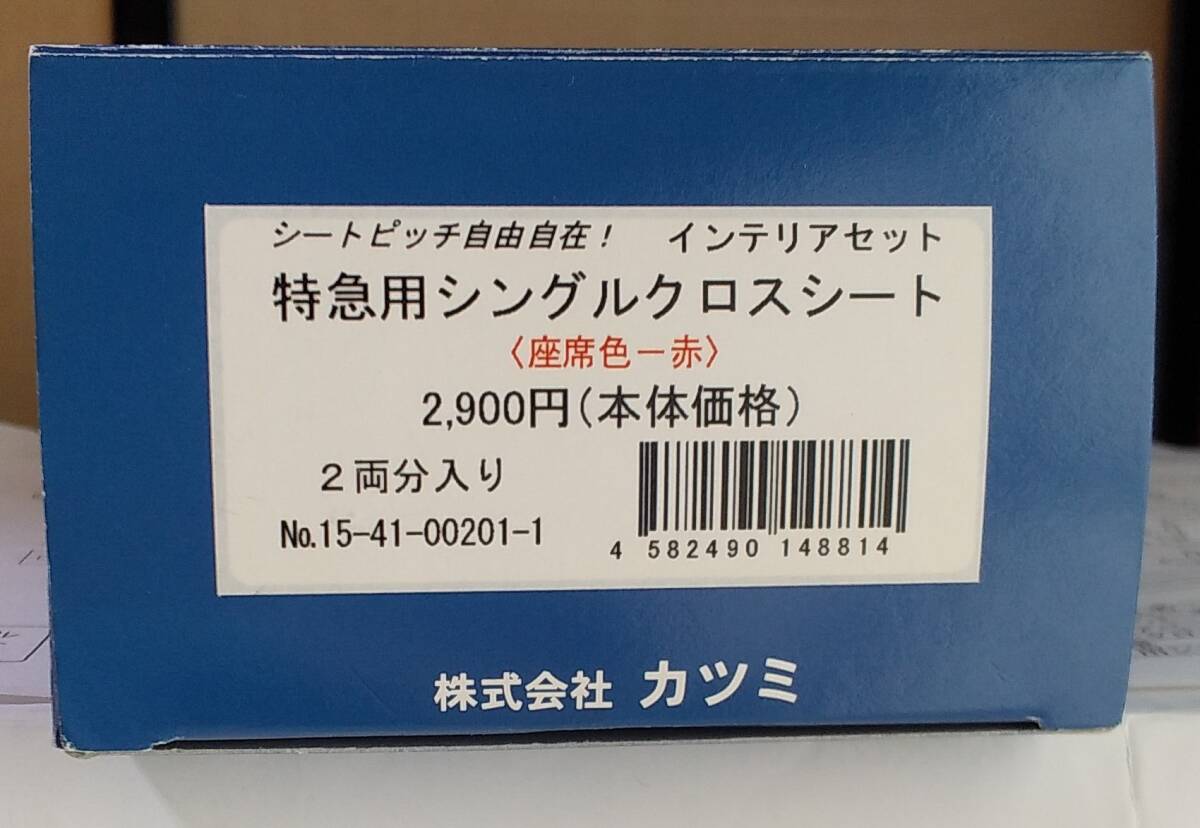 シートピッチ自由自在！　インテリアセット
特急用シングルクロスシート
〈座席色－赤〉
2,900円(本体価格)
２両分入り
№15-41-00201-1
4 582490 148814
株式会社 カツミ